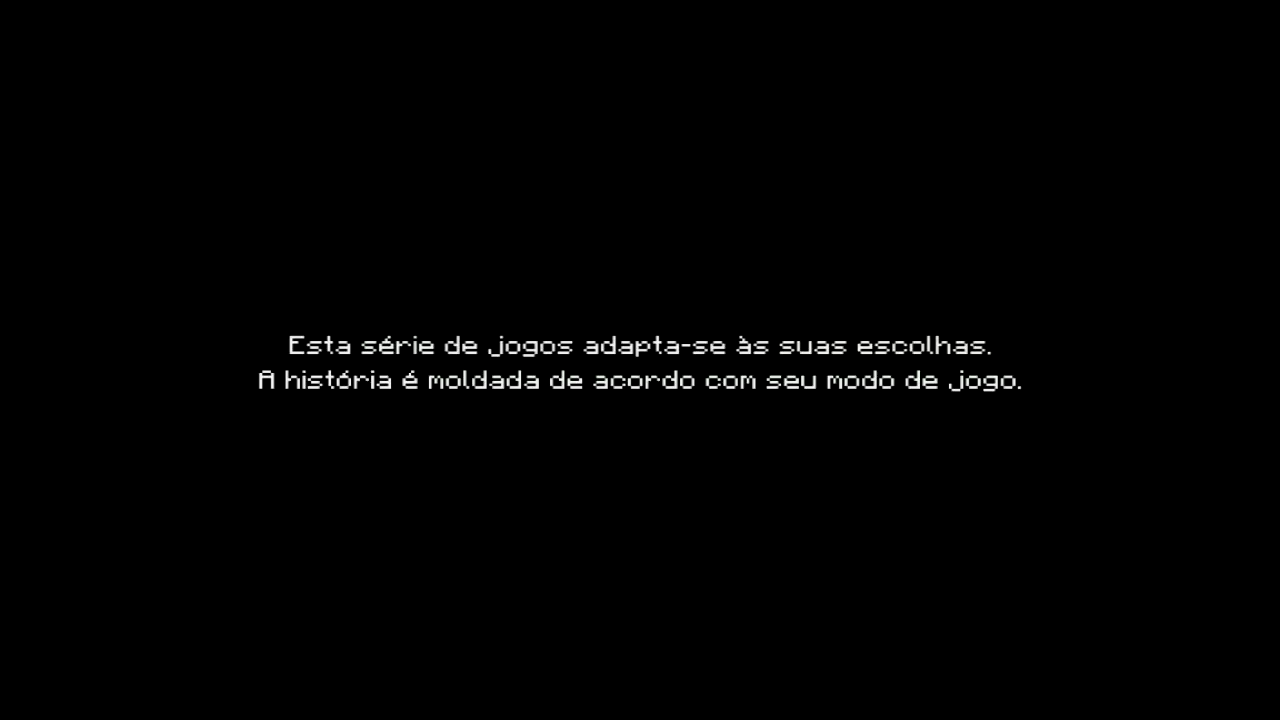 Esta série de jogos adapta-se às suas escolhas.
A história é moldada de acordo com seu modo de jogo.